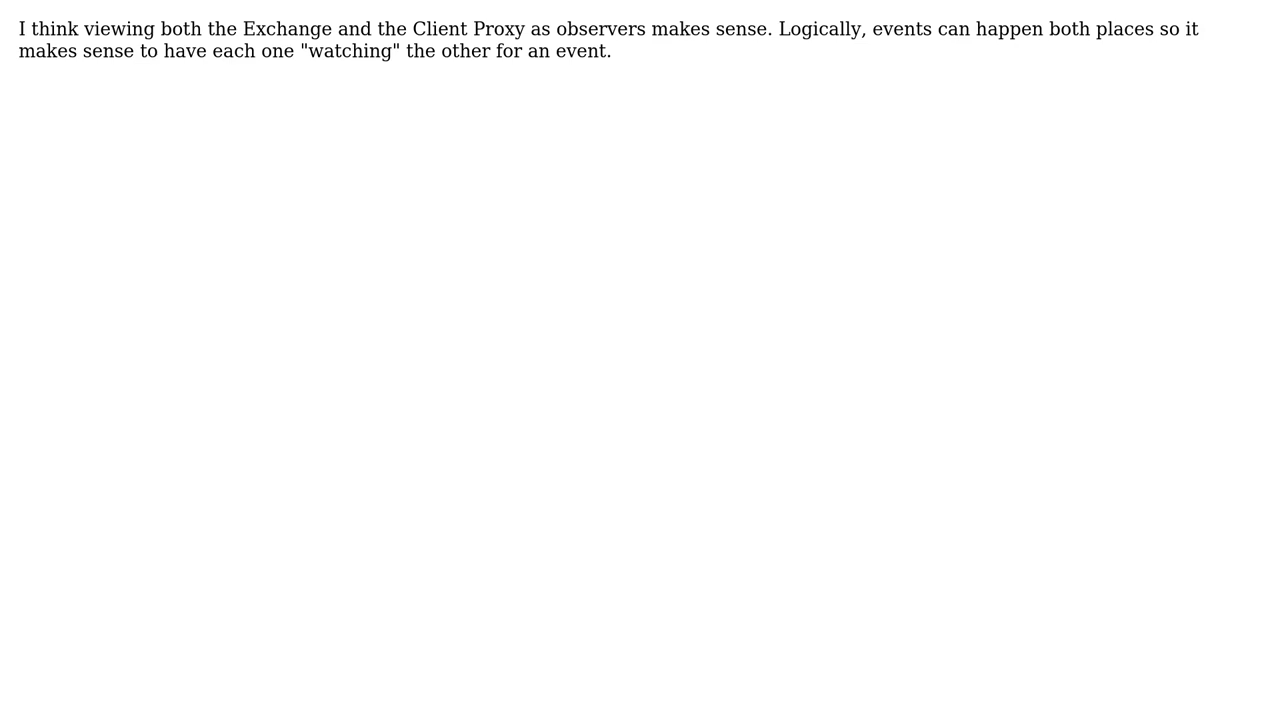 I think viewing both the Exchange and the Client Proxy as observers makes sense. Logically, events can happen both places so it
makes sense to have each one "watching" the other for an event.